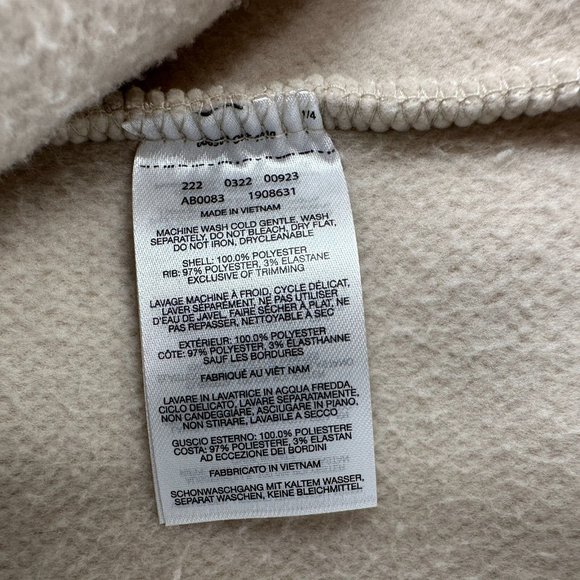 1/4
222 0322 00923
AB0083 1908631
MADE IN VIETNAM
MACHINE WASH COLD GENTLE, WASH
SEPARATELY, DO NOT BLEACH, DRY FLAT,
DO NOT IRON, DRYCLEANABLE
SHELL: 100.0% POLYESTER
RIB: 97% POLYESTER, 3% ELASTANE
EXCLUSIVE OF TRIMMING
LAVAGE MACHINE À FROID, CYCLE DÉLICAT,
LAVER SÉPARÉMENT, NE PAS UTILISER
D'EAU DE JAVEL, FAIRE SÉCHER À PLAT, NE
PAS REPASSER, NETTOYABLE A SEC
EXTÉRIEUR: 100.0% POLYESTER
CÔTE: 97% POLYESTER, 3% ÉLASTHANNE
SAUF LES BORDURES
FABRIQUÉ AU VIÊT NAM
LAVARE IN LAVATRICE IN ACQUA FREDDA,
CICLO DELICATO, LAVARE SEPARATAMENTE,
NON CANDEGGIARE, ASCIUGARE IN PIANO,
NON STIRARE, LAVABILE A SECCO
GUSCIO ESTERNO: 100.0% POLIESTERE
COSTA: 97% POLIESTERE, 3% ELASTAN
AD ECCEZIONE DEI BORDINI
FABBRICATO IN VIETNAM
SCHONWASCHGANG MIT KALTEM WASSER,
SEPARAT WASCHEN, KEINE BLEICHMITTEL